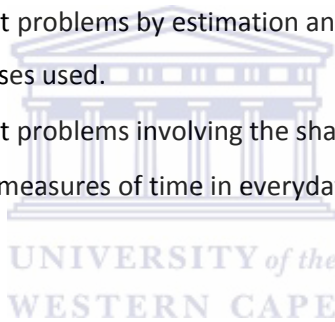 t problems by estimation an
ses used.
t problems involving the sha
measures of time in everyda
UNIVERSITY of the
WESTERN CAPE